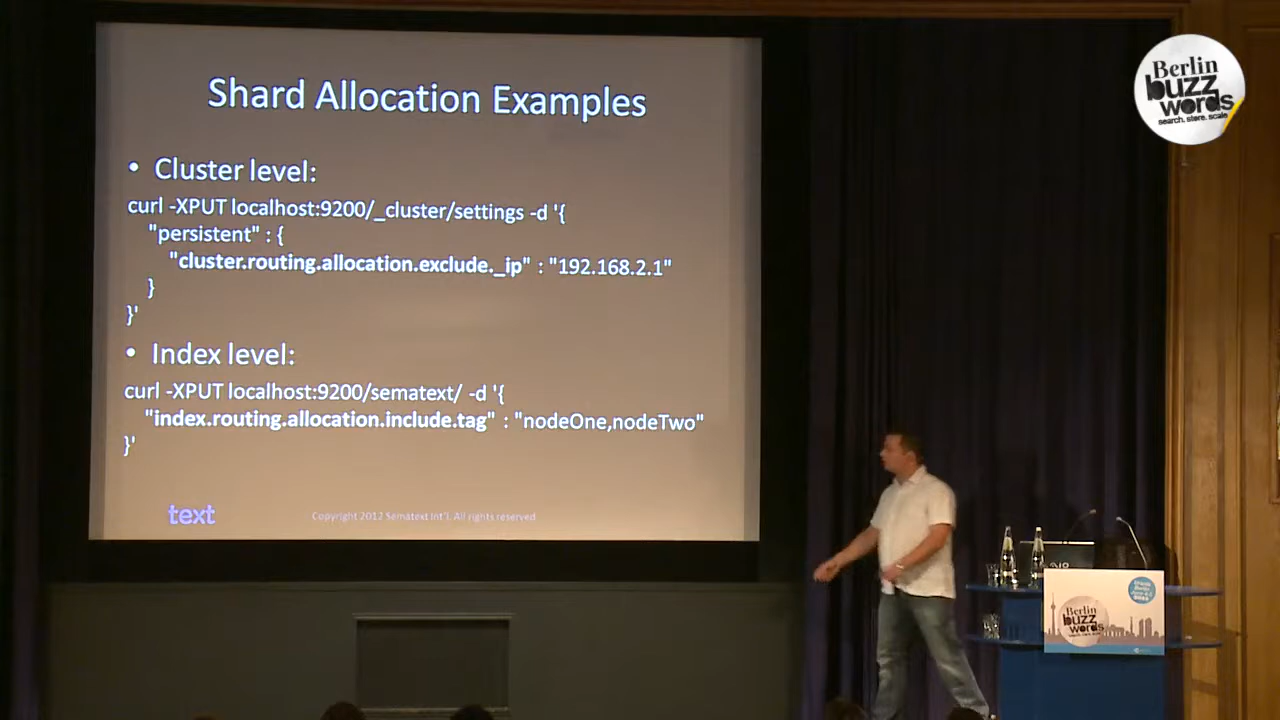 Shard Allocation Examples
• Cluster level:
curl -XPUT localhost:9200/_cluster/settings -d '{
"persistent" : {
"cluster.routing.allocation.exclude._ip" : "192.168.2.1"
}
}'
• Index level:
curl -XPUT localhost:9200/sematext/ -d '{
"index.routing.allocation.include.tag" : "nodeOne,nodeTwo"
}'
text
Copyright 2012 Sematext Int'l. All rights reserved
Berlin
buzz
words
search. store. scale
Berlin
buzz
words